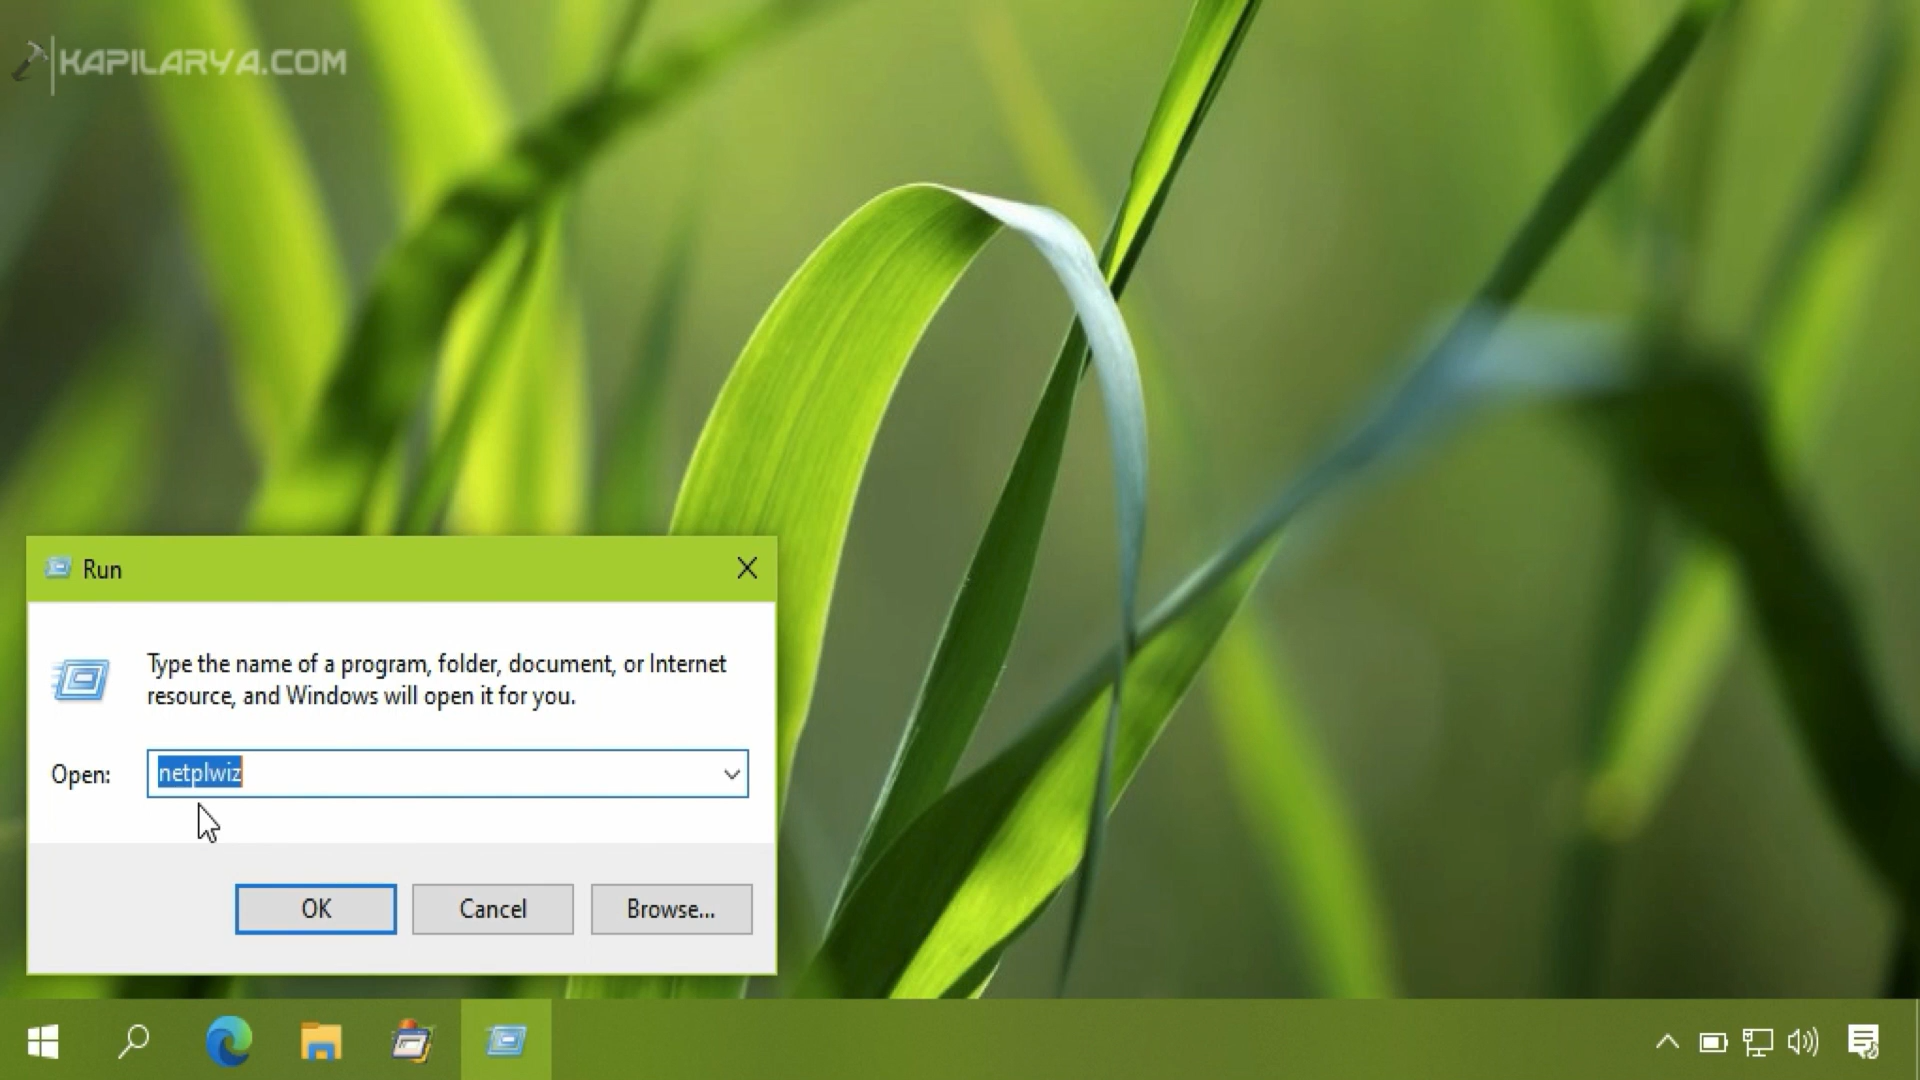 KAPILARYA.COM
Run
Type the name of a program, folder, document, or Internet
resource, and Windows will open it for you.
Open:
netplwiz
OK
Cancel
Browse...